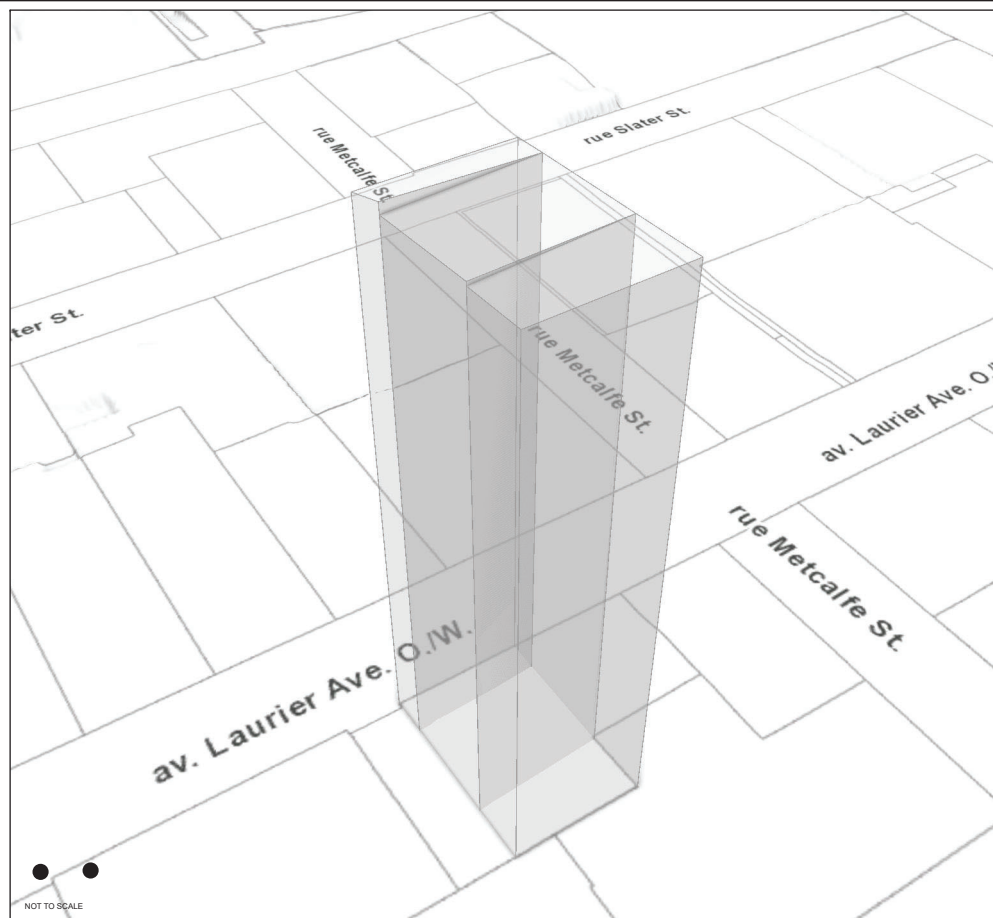 rue Slater St.
rue Metcalfe St.
ter St.
rue Metcalfe St.
av. Laurier Ave. O./
rue Metcalfe St.
av. Laurier Ave. O./W.
NOT TO SCALE